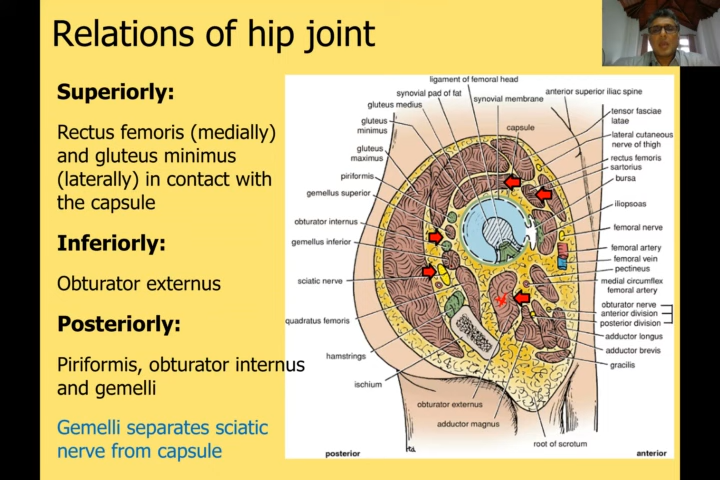 Relations of hip joint
Superiorly:
Rectus femoris (medially)
and gluteus minimus
(laterally) in contact with
the capsule
Inferiorly:
Obturator externus
Posteriorly:
Piriformis, obturator internus
and gemelli
Gemelli separates sciatic
nerve from capsule
ligament of femoral head
synovial pad of fat
gluteus medius
synovial membrane
anterior superior iliac spine
gluteus
minimus
capsule
tensor fasciae
latae
lateral cutaneous
nerve of thigh
gluteus
maximus
rectus femoris
sartorius
piriformis
bursa
gemellus superior
iliopsoas
obturator internus
femoral nerve
gemellus inferior
femoral artery
femoral vein
pectineus
sciatic nerve
medial circumflex
femoral artery
obturator nerve
anterior division
posterior division
quadratus femoris
adductor longus
hamstrings
adductor brevis
gracilis
ischium
obturator externus
adductor magnus
root of scrotum
posterior
anterior